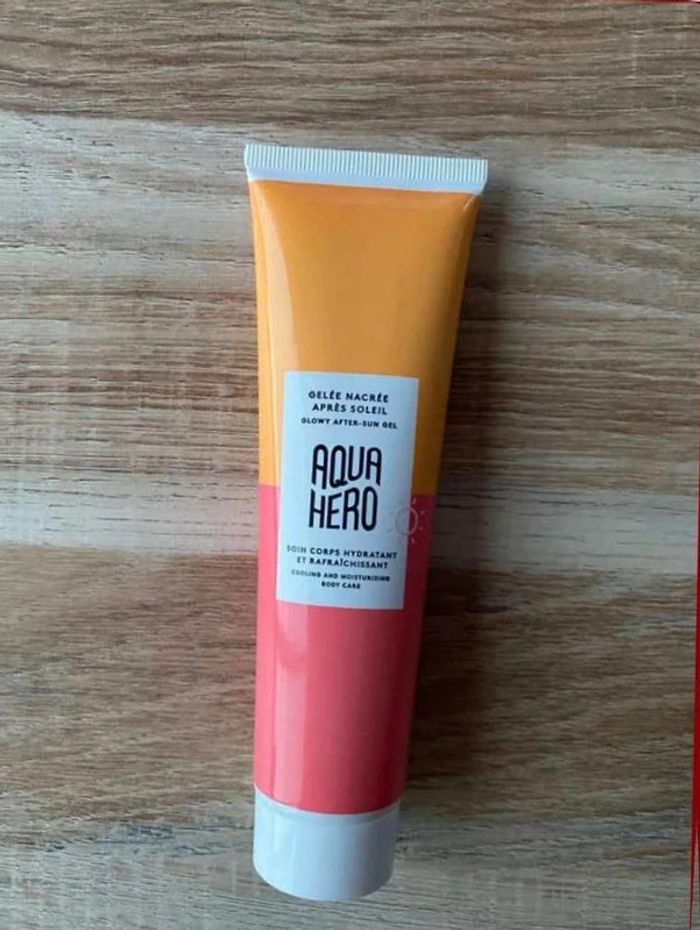 GELÉE NACRÉE
APRÈS SOLEIL
GLOWY AFTER-SUN GEL
AQUA
HERO
SOIN CORPS HYDRATANT
ET RAFRAÎCHISSANT
COOLING AND MOISTURIZING
BODY CARE